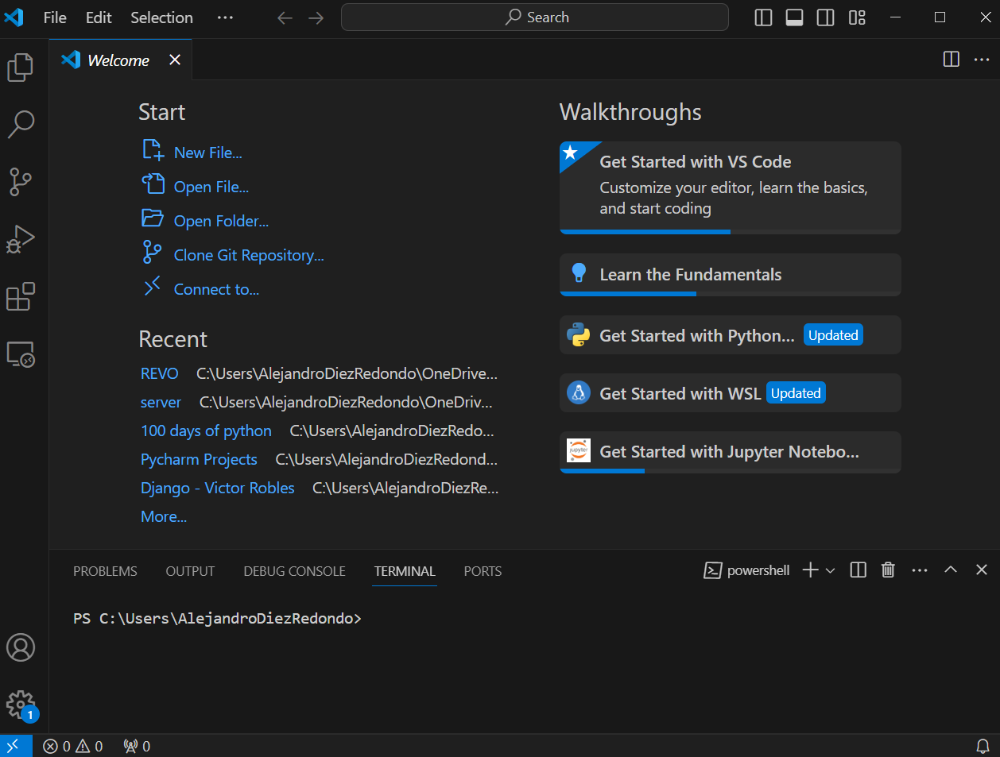 File Edit Selection ··· Search
Welcome
Start
New File...
Open File...
Open Folder...
Clone Git Repository...
Connect to...
Recent
REVO C:\Users\AlejandroDiezRedondo\OneDrive...
server C:\Users\AlejandroDiezRedondo\OneDriv...
100 days of python C:\Users\AlejandroDiezRedo...
Pycharm Projects C:\Users\AlejandroDiezRedond...
Django - Victor Robles C:\Users\AlejandroDiezRe...
More...
Walkthroughs
Get Started with VS Code
Customize your editor, learn the basics,
and start coding
Learn the Fundamentals
Get Started with Python... Updated
Get Started with WSL Updated
jupyter Get Started with Jupyter Notebo...
PROBLEMS OUTPUT DEBUG CONSOLE TERMINAL PORTS powershell
PS C:\Users\AlejandroDiezRedondo>
1
0 0 0